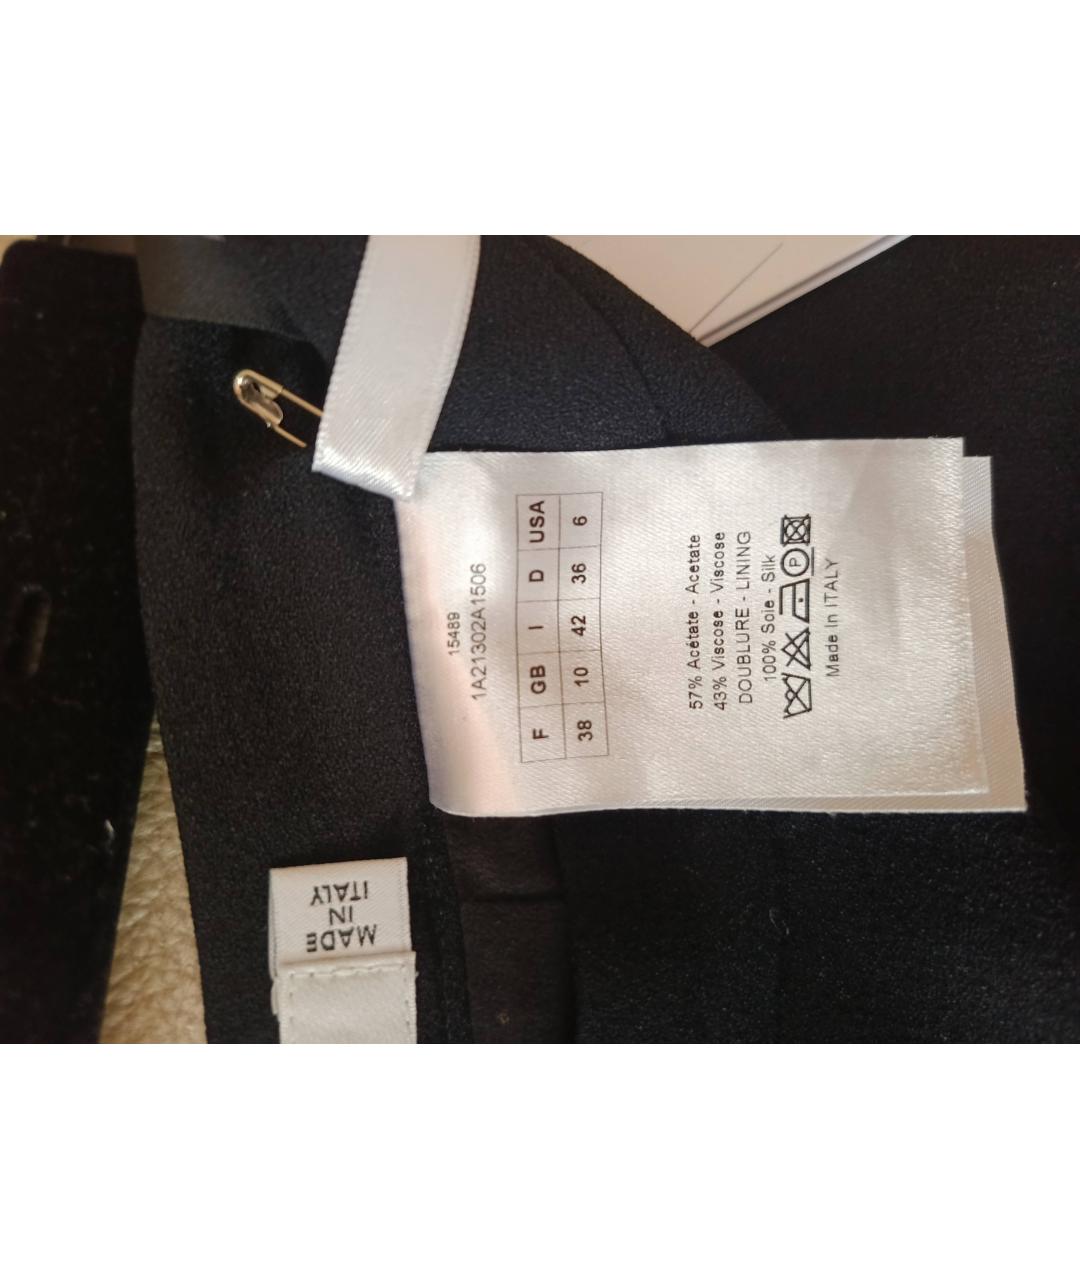 15489
1A21302A1506
F GB I D USA
38 10 42 36 6
57% Acétate - Acetate
43% Viscose - Viscose
DOUBLURE - LINING
100% Soie - Silk
P
Made In ITALY
MADE
IN
ITALY